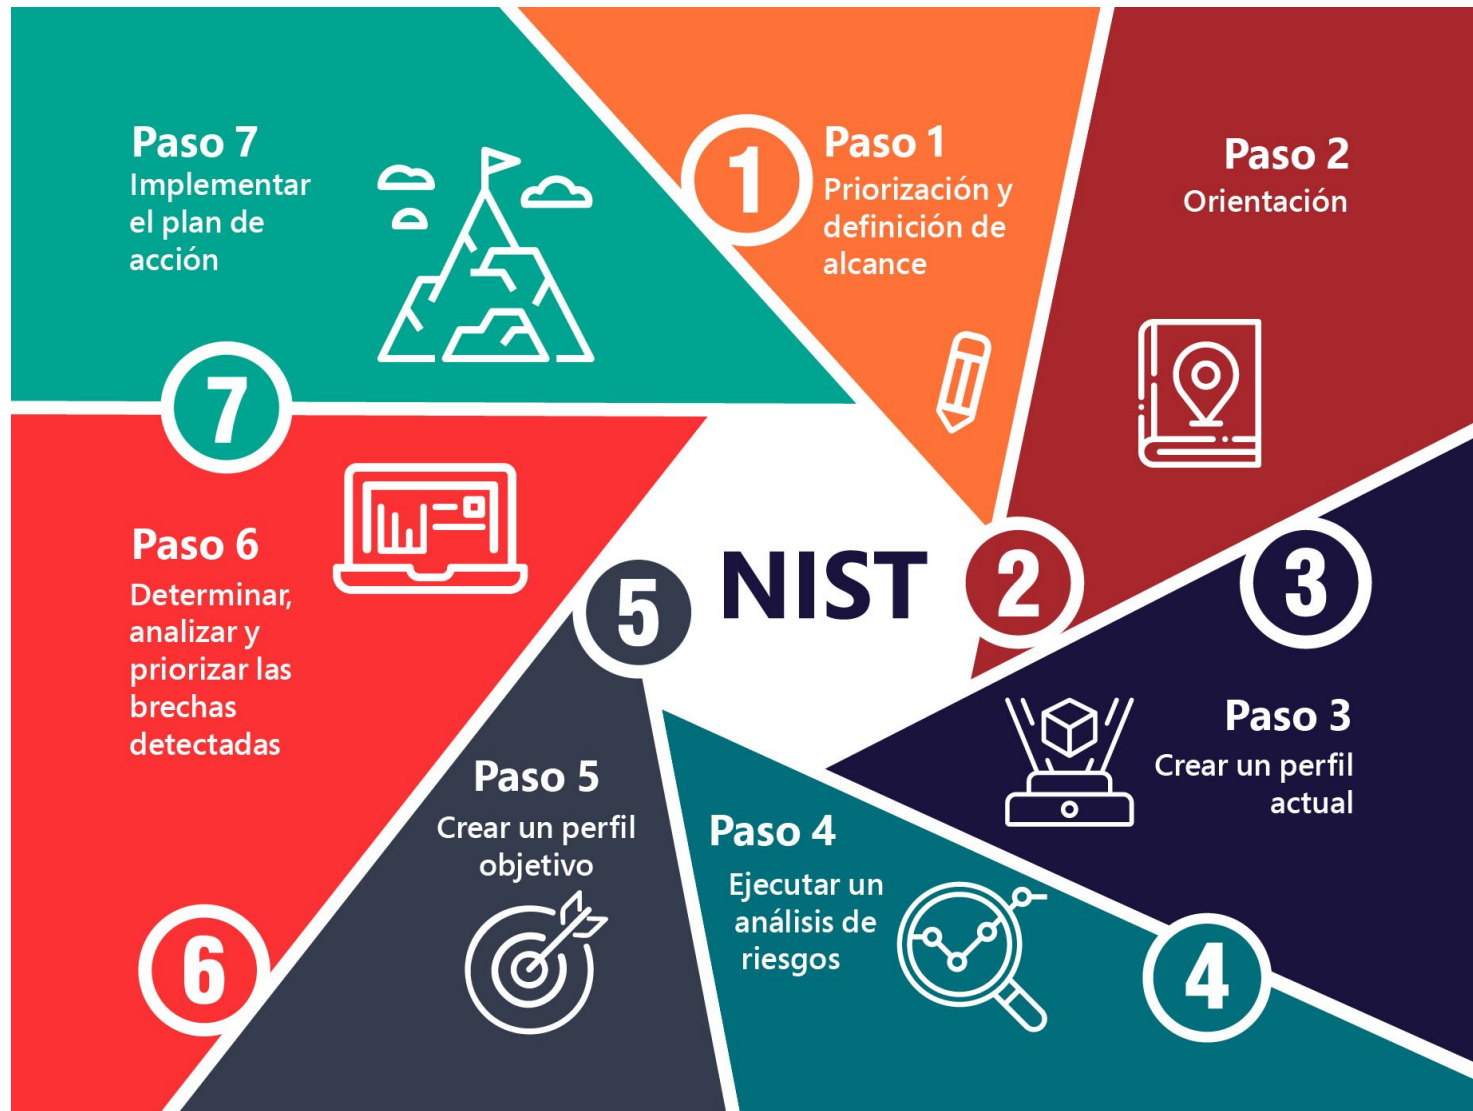 1
Paso 1
Priorización y
definición de
alcance
Paso 2
Orientación
2
3
Paso 3
Crear un perfil
actual
4
Paso 4
Ejecutar un
análisis de
riesgos
5
Paso 5
Crear un perfil
objetivo
6
Paso 6
Determinar,
analizar y
priorizar las
brechas
detectadas
7
Paso 7
Implementar
el plan de
acción
NIST